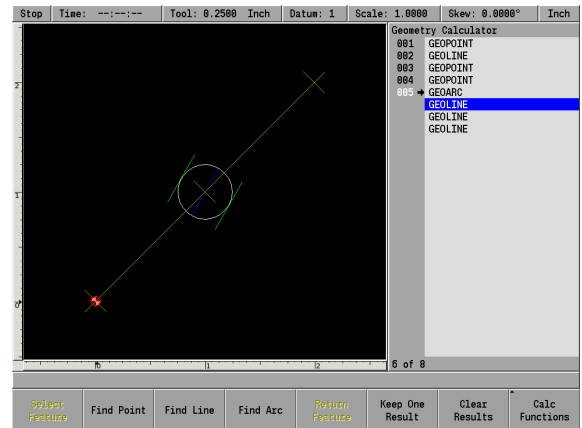 Stop Time: --:--:-- Tool: 0.2500 Inch Datum: 1 Scale: 1.0000 Skew: 0.0000° Inch
Geometry Calculator
001 GEOPOINT
002 GEOLINE
003 GEOPOINT
004 GEOPOINT
005 → GEOARC
GEOLINE
GEOLINE
GEOLINE
2
1
0
0 1 2
6 of 8
Select Feature Find Point Find Line Find Arc Return Feature Keep One Result Clear Results Calc Functions